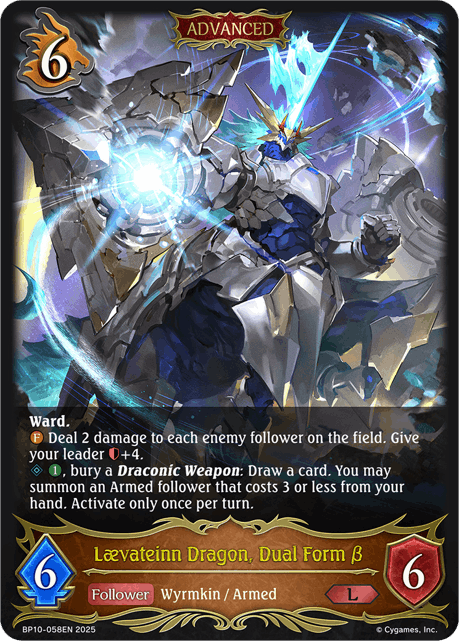 ADVANCED
6
Ward.
F Deal 2 damage to each enemy follower on the field. Give
your leader +4.
1, bury a Draconic Weapon: Draw a card. You may
summon an Armed follower that costs 3 or less from your
hand. Activate only once per turn.
Lævateinn Dragon, Dual Form β
6
Follower Wyrmkin / Armed L
6
BP10-058EN 2025 © Cygames, Inc.